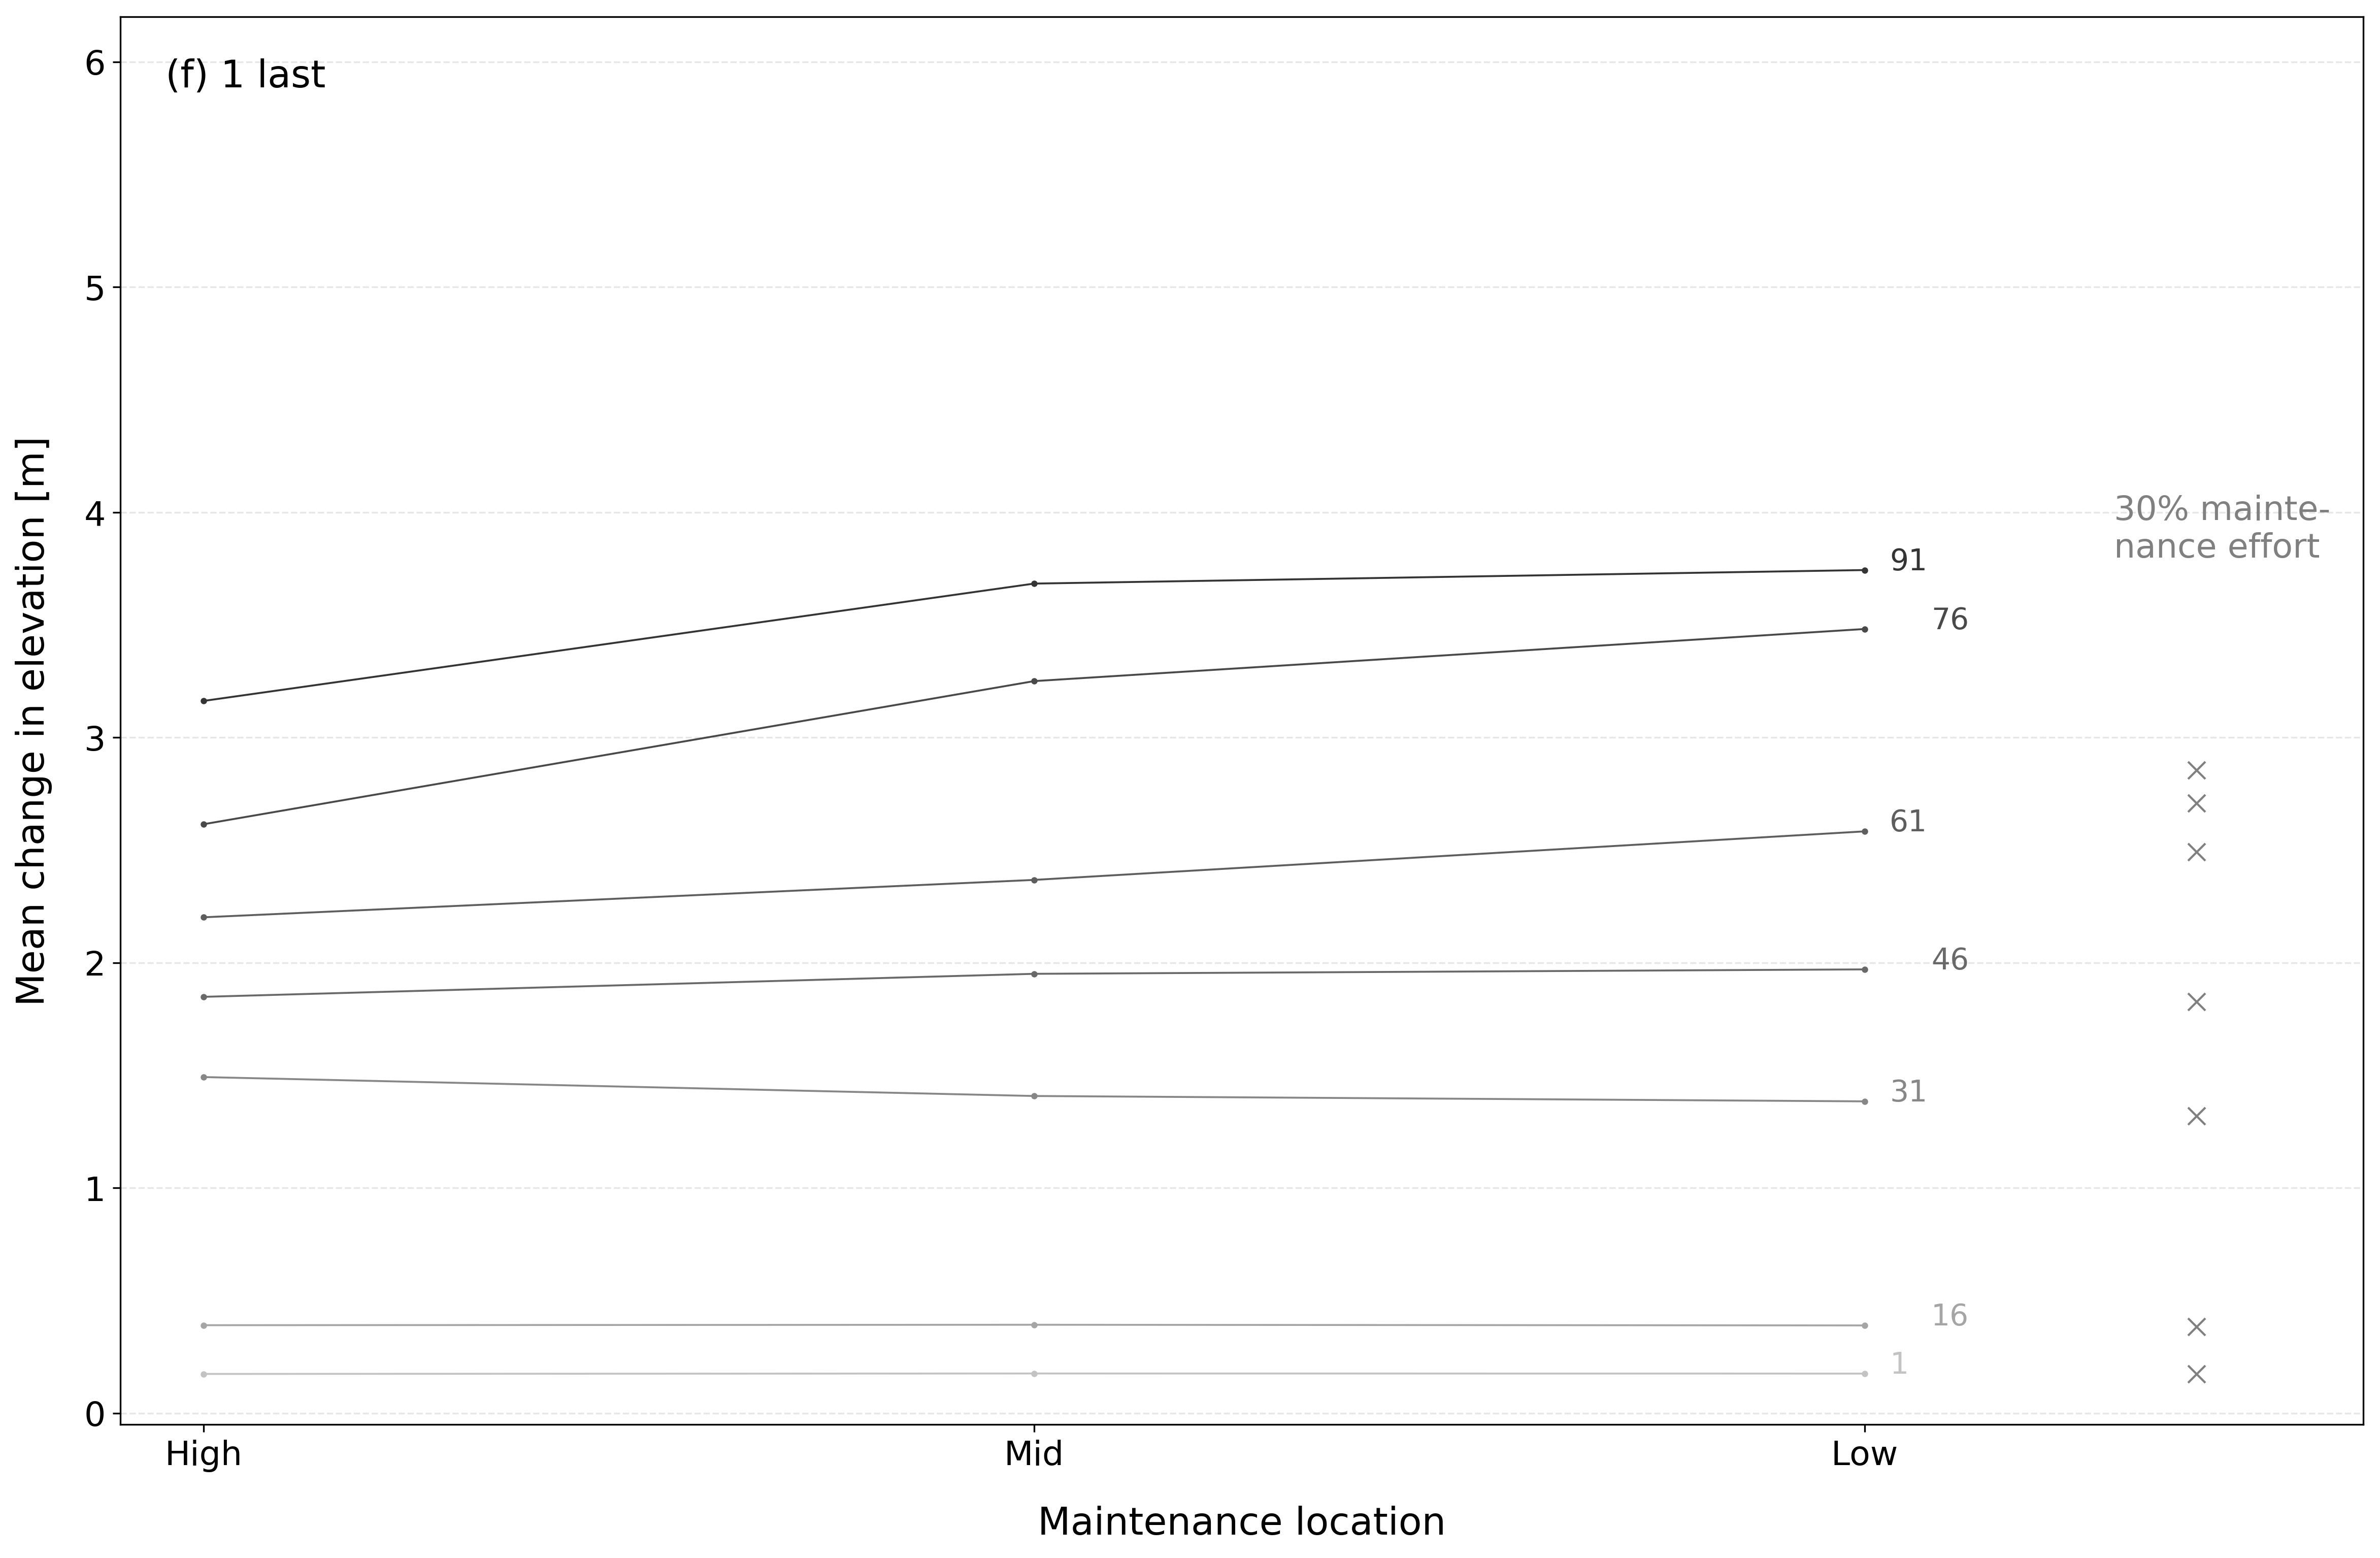 (f) 1 last
6
5
4
3
2
1
0
Mean change in elevation [m]
30% mainte-
nance effort
91
76
61
46
31
16
1
High
Mid
Low
Maintenance location